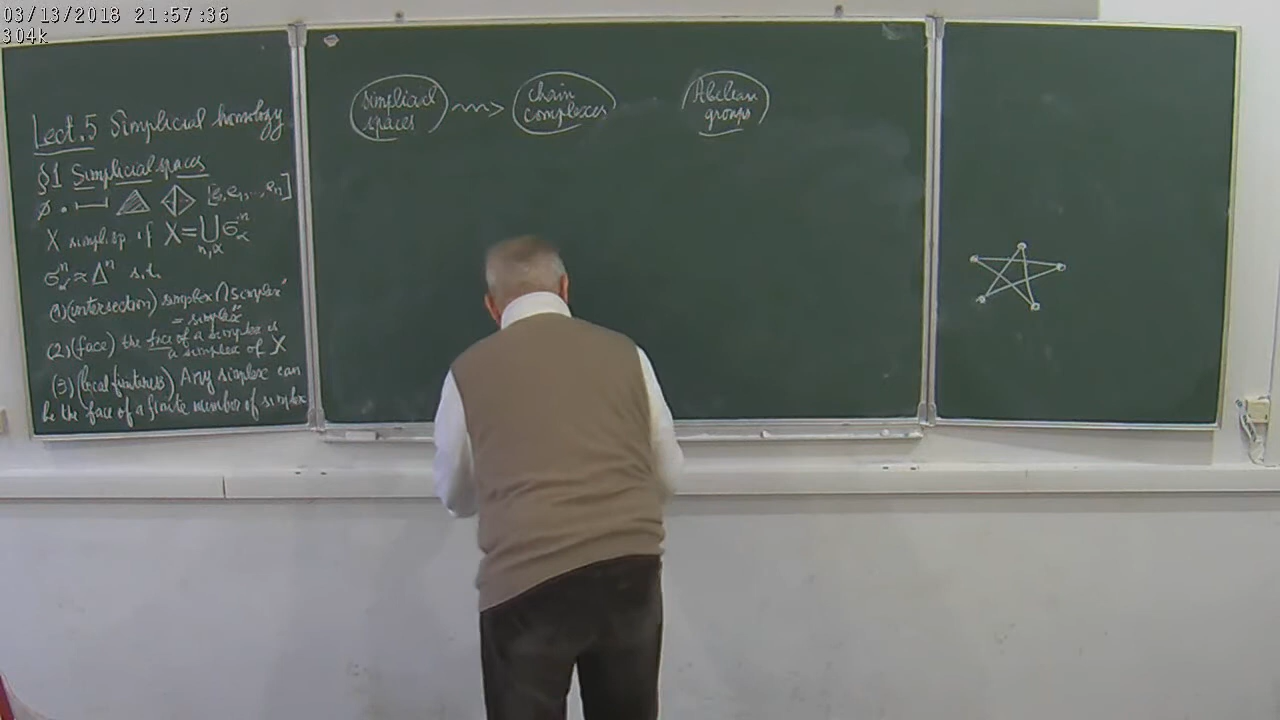 03/13/2018 21:57:36
304k
Lect.5 Simplicial homology
§1 Simplicial spaces
∅ . [e₀, e₁, ..., eₙ]
X simpl. sp. if X = ⋃ σₐⁿ
n, α
σₐⁿ ≈ Δⁿ s.t.
(1) (intersection) simplex ∩ simplex
= simplex
(2) (face) the face of a simplex is
a simplex of X
(3) (local finiteness) Any simplex can
be the face of a finite number of simplex
simplicial
spaces
chain
complexes
Abelian
groups